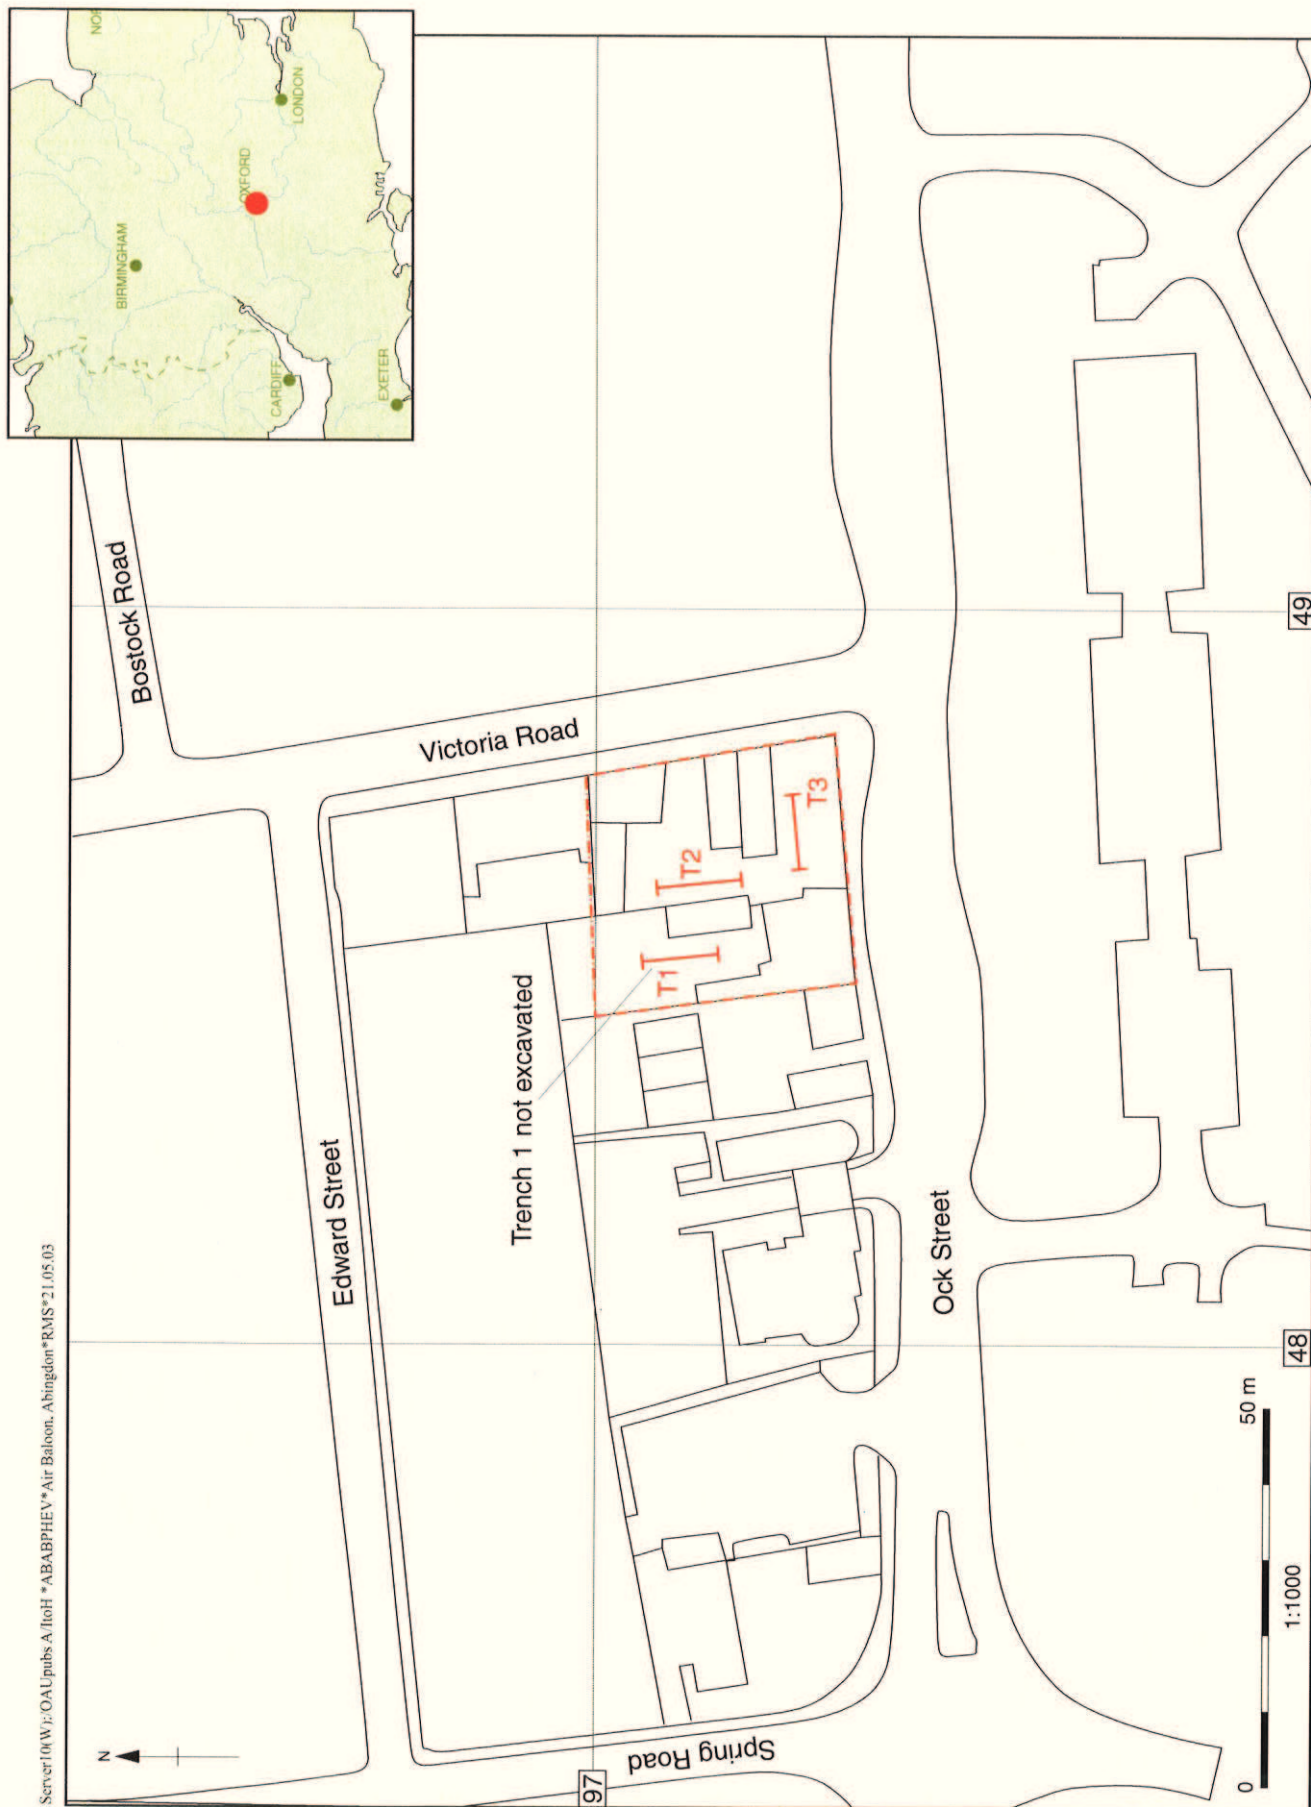 Server10(W):/OAUpubs A/ItoH *ABABPHEV*Air Baloon, Abingdon*RMS*21.05.03
N
Spring Road
Edward Street
Bostock Road
Victoria Road
Trench 1 not excavated
T1
T2
T3
Ock Street
97
48
49
0
50 m
1:1000
NOR
BIRMINGHAM
OXFORD
LONDON
CARDIFF
EXETER